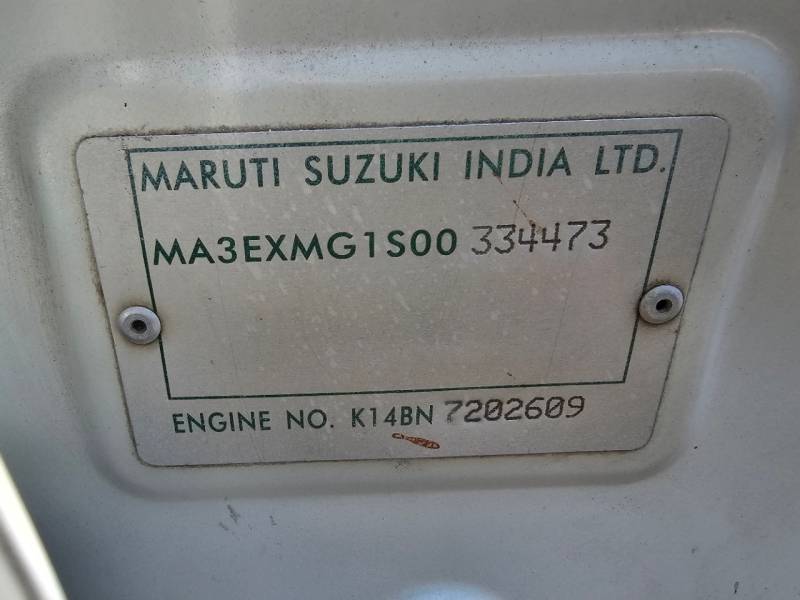 MARUTI SUZUKI INDIA LTD.
MA3EXMG1S00 334473
ENGINE NO. K14BN 7202609